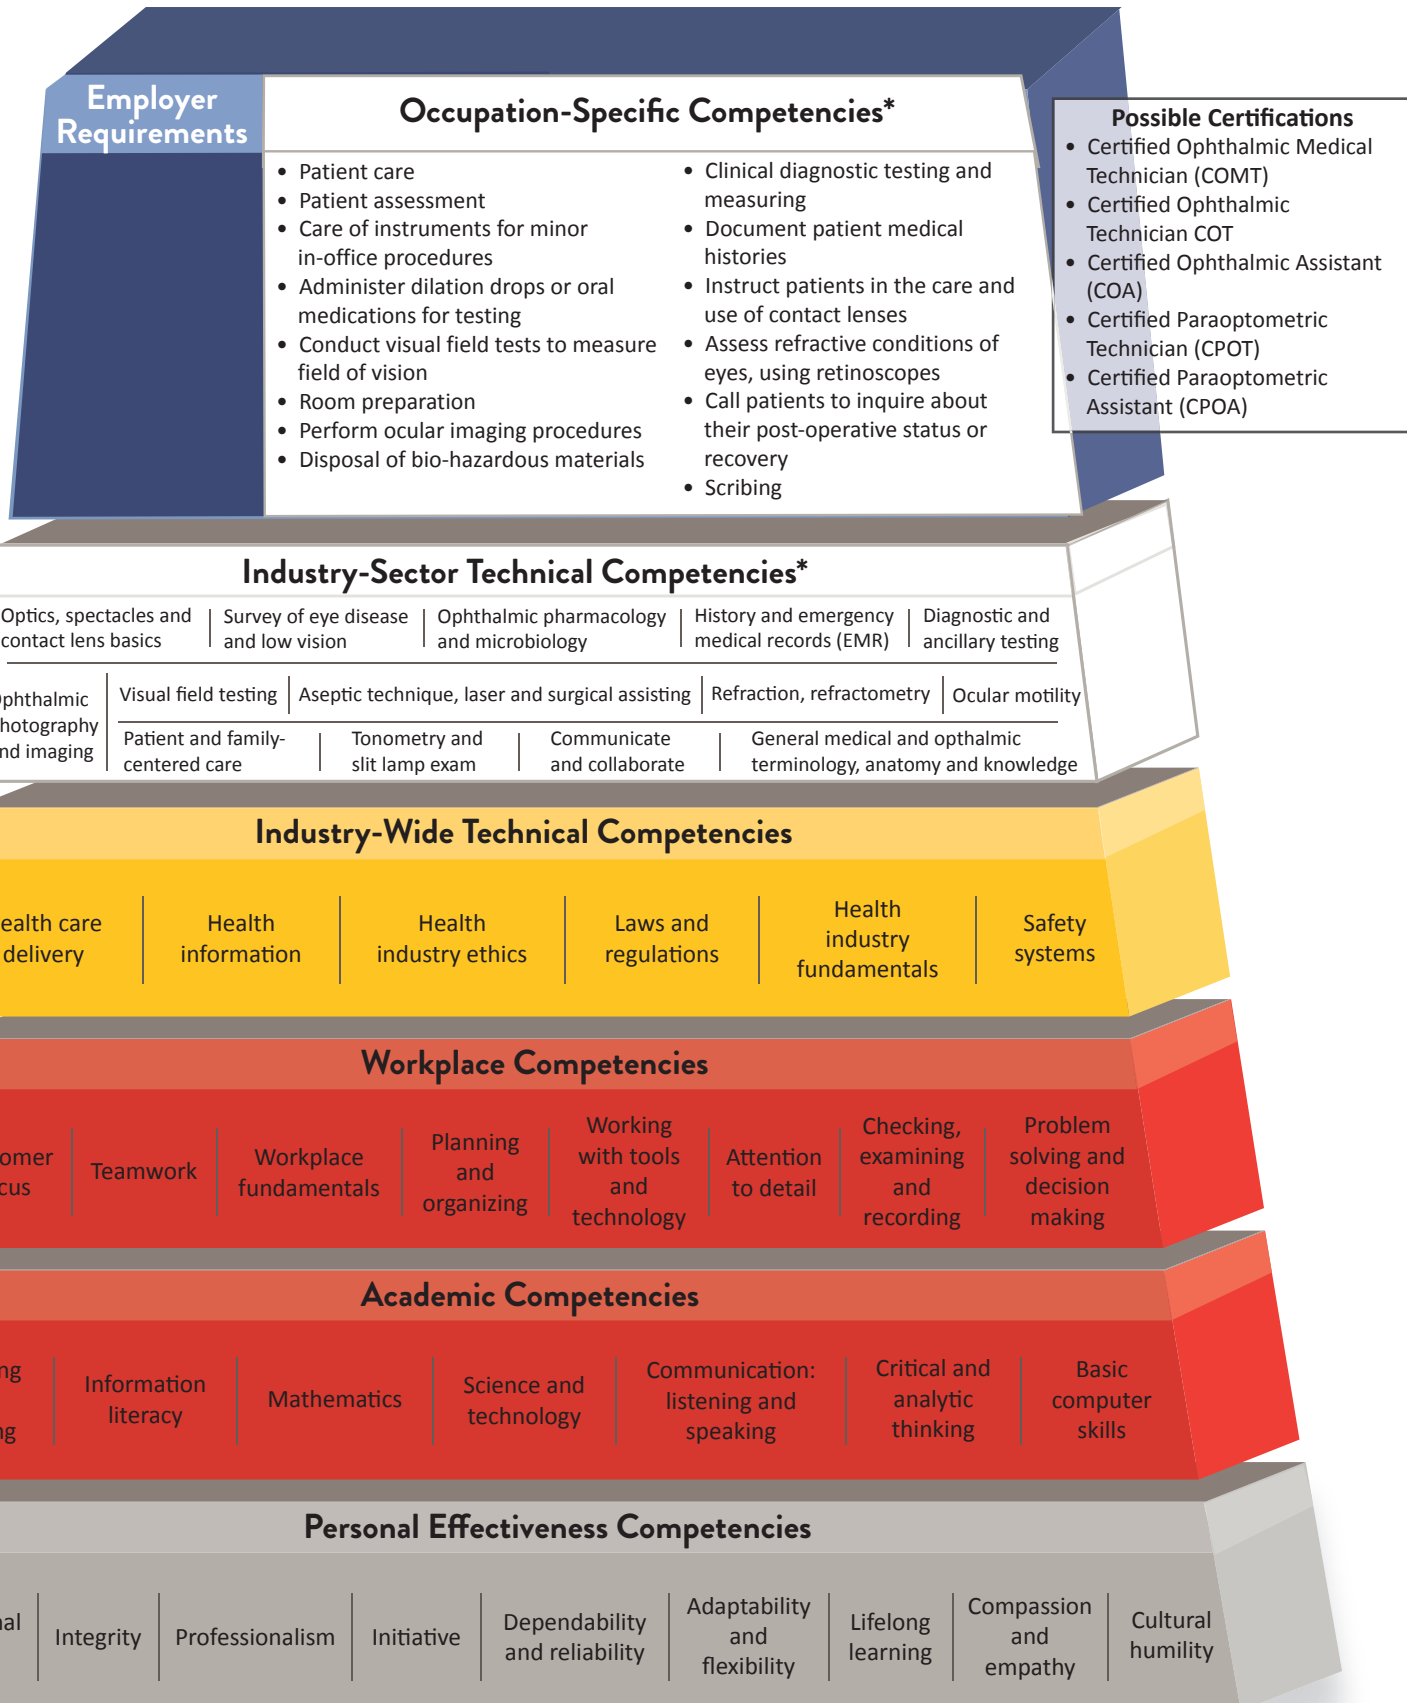 Employer
Requirements
Occupation-Specific Competencies*
• Patient care
• Patient assessment
• Care of instruments for minor
in-office procedures
• Administer dilation drops or oral
medications for testing
• Conduct visual field tests to measure
field of vision
• Room preparation
• Perform ocular imaging procedures
• Disposal of bio-hazardous materials
• Clinical diagnostic testing and
measuring
• Document patient medical
histories
• Instruct patients in the care and
use of contact lenses
• Assess refractive conditions of
eyes, using retinoscopes
• Call patients to inquire about
their post-operative status or
recovery
• Scribing
Possible Certifications
• Certified Ophthalmic Medical
Technician (COMT)
• Certified Ophthalmic
Technician COT
• Certified Ophthalmic Assistant
(COA)
• Certified Paraoptometric
Technician (CPOT)
• Certified Paraoptometric
Assistant (CPOA)
Industry-Sector Technical Competencies*
Optics, spectacles and
contact lens basics
Survey of eye disease
and low vision
Ophthalmic pharmacology
and microbiology
History and emergency
medical records (EMR)
Diagnostic and
ancillary testing
phthalmic
hotography
nd imaging
Visual field testing
Aseptic technique, laser and surgical assisting
Refraction, refractometry
Ocular motility
Patient and family-
centered care
Tonometry and
slit lamp exam
Communicate
and collaborate
General medical and opthalmic
terminology, anatomy and knowledge
Industry-Wide Technical Competencies
ealth care
delivery
Health
information
Health
industry ethics
Laws and
regulations
Health
industry
fundamentals
Safety
systems
Workplace Competencies
omer
cus
Teamwork
Workplace
fundamentals
Planning
and
organizing
Working
with tools
and
technology
Attention
to detail
Checking,
examining
and
recording
Problem
solving and
decision
making
Academic Competencies
ng
ng
Information
literacy
Mathematics
Science and
technology
Communication:
listening and
speaking
Critical and
analytic
thinking
Basic
computer
skills
Personal Effectiveness Competencies
nal
Integrity
Professionalism
Initiative
Dependability
and reliability
Adaptability
and
flexibility
Lifelong
learning
Compassion
and
empathy
Cultural
humility